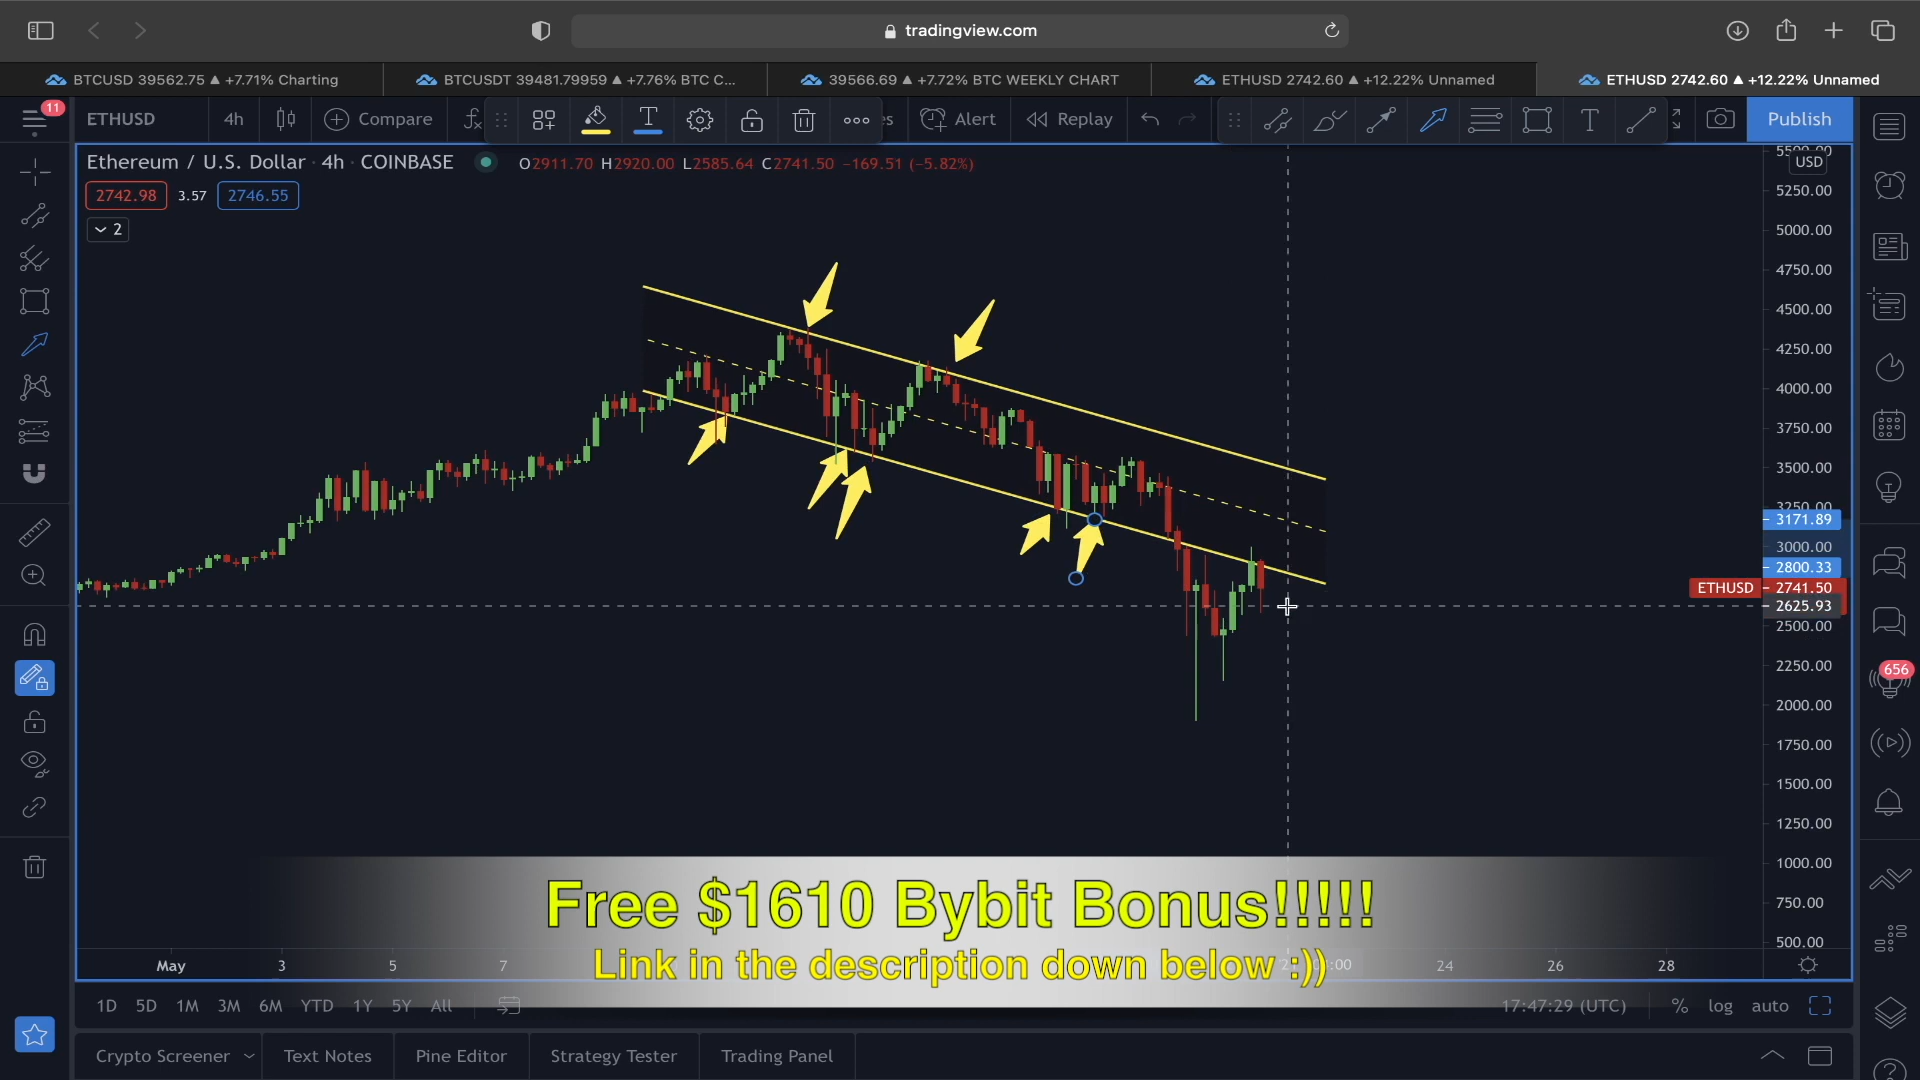 tradingview.com
BTCUSD 39562.75 ▲ +7.71% Charting
BTCUSDT 39481.79959 ▲ +7.76% BTC C...
39566.69 ▲ +7.72% BTC WEEKLY CHART
ETHUSD 2742.60 ▲ +12.22% Unnamed
ETHUSD 2742.60 ▲ +12.22% Unnamed
11
ETHUSD
4h
Compare
Alert
Replay
Publish
Ethereum / U.S. Dollar · 4h · COINBASE
O2911.70 H2920.00 L2585.64 C2741.50 −169.51 (−5.82%)
2742.98
3.57
2746.55
2
USD
5500.00
5250.00
5000.00
4750.00
4500.00
4250.00
4000.00
3750.00
3500.00
3250.00
3171.89
3000.00
2800.33
ETHUSD
2741.50
2625.93
2500.00
2250.00
2000.00
1750.00
1500.00
1250.00
1000.00
750.00
500.00
656
Free $1610 Bybit Bonus!!!!!
Link in the description down below :))
May
3
5
7
24
26
28
1D
5D
1M
3M
6M
YTD
1Y
5Y
All
17:47:29 (UTC)
%
log
auto
Crypto Screener
Text Notes
Pine Editor
Strategy Tester
Trading Panel